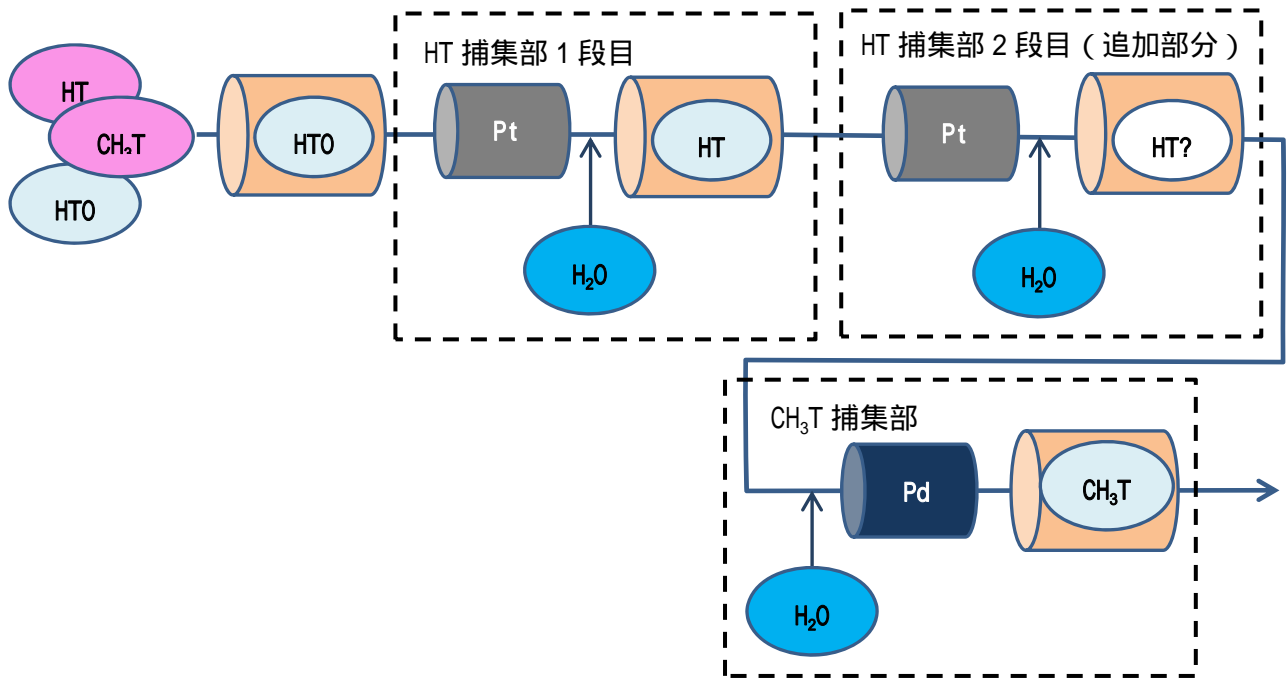 HT 捕集部 1 段目
HT 捕集部 2 段目 ( 追加部分 )
HT
CH₃T
HTO
HTO
Pt
HT
H₂O
Pt
HT?
H₂O
CH₃T 捕集部
Pd
CH₃T
H₂O